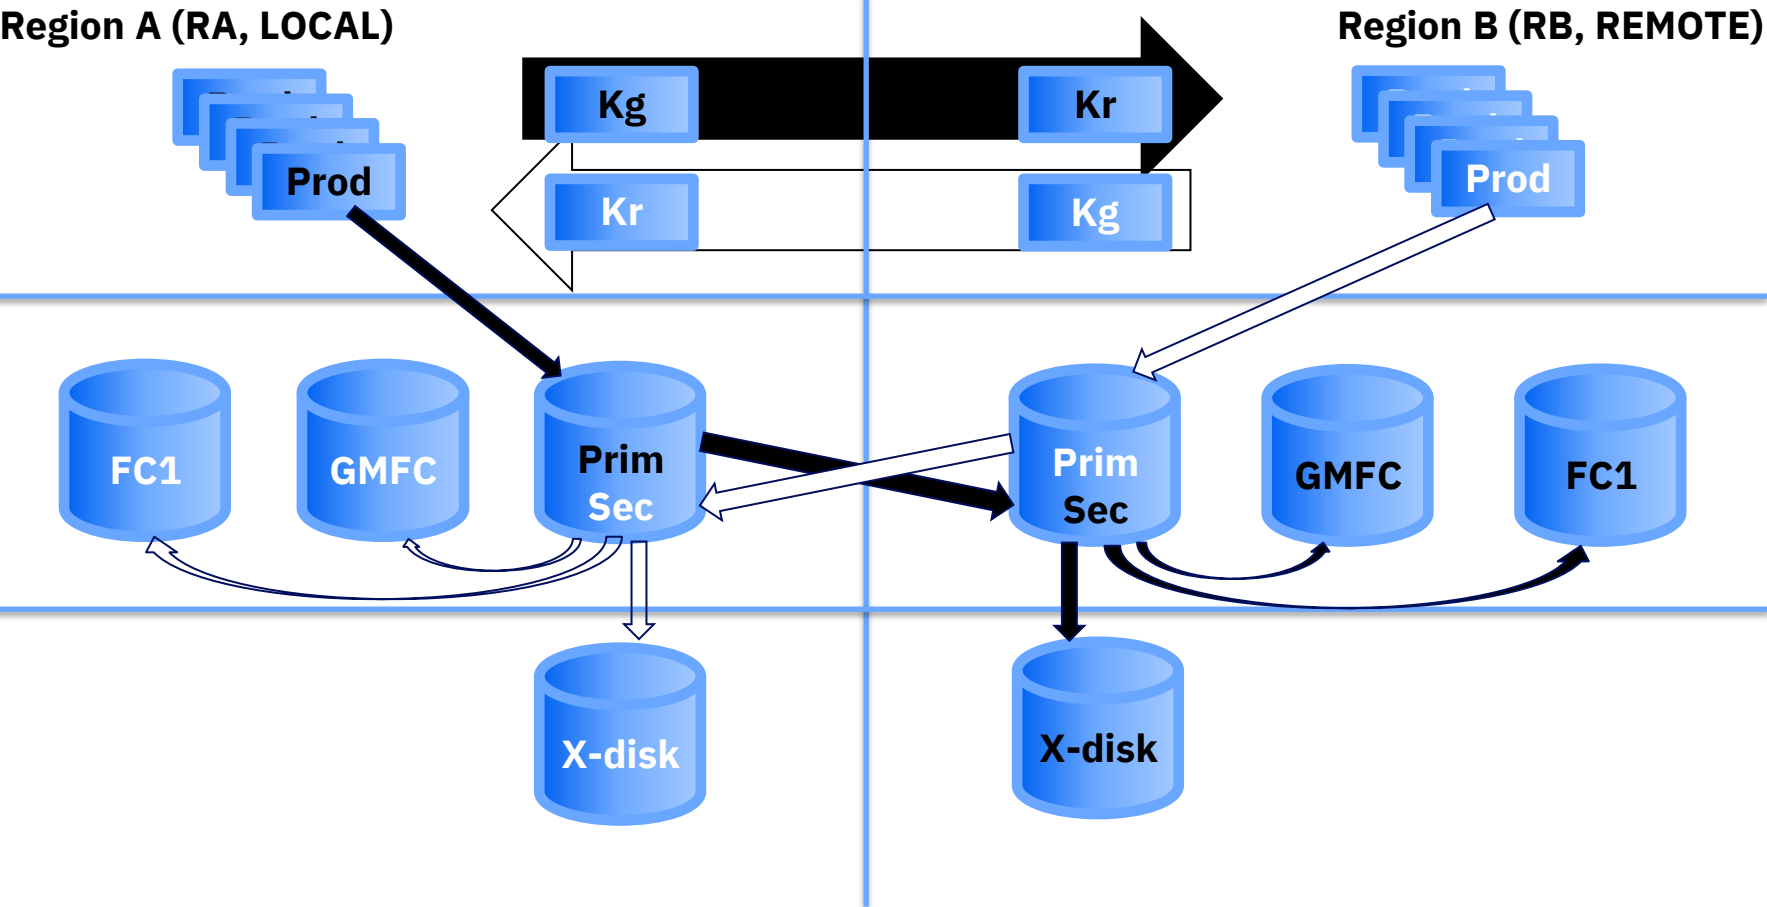 Region A (RA, LOCAL)
Region B (RB, REMOTE)
Kg
Kr
Prod
Prod
Kr
Kg
FC1
GMFC
Prim
Sec
Prim
Sec
GMFC
FC1
X-disk
X-disk